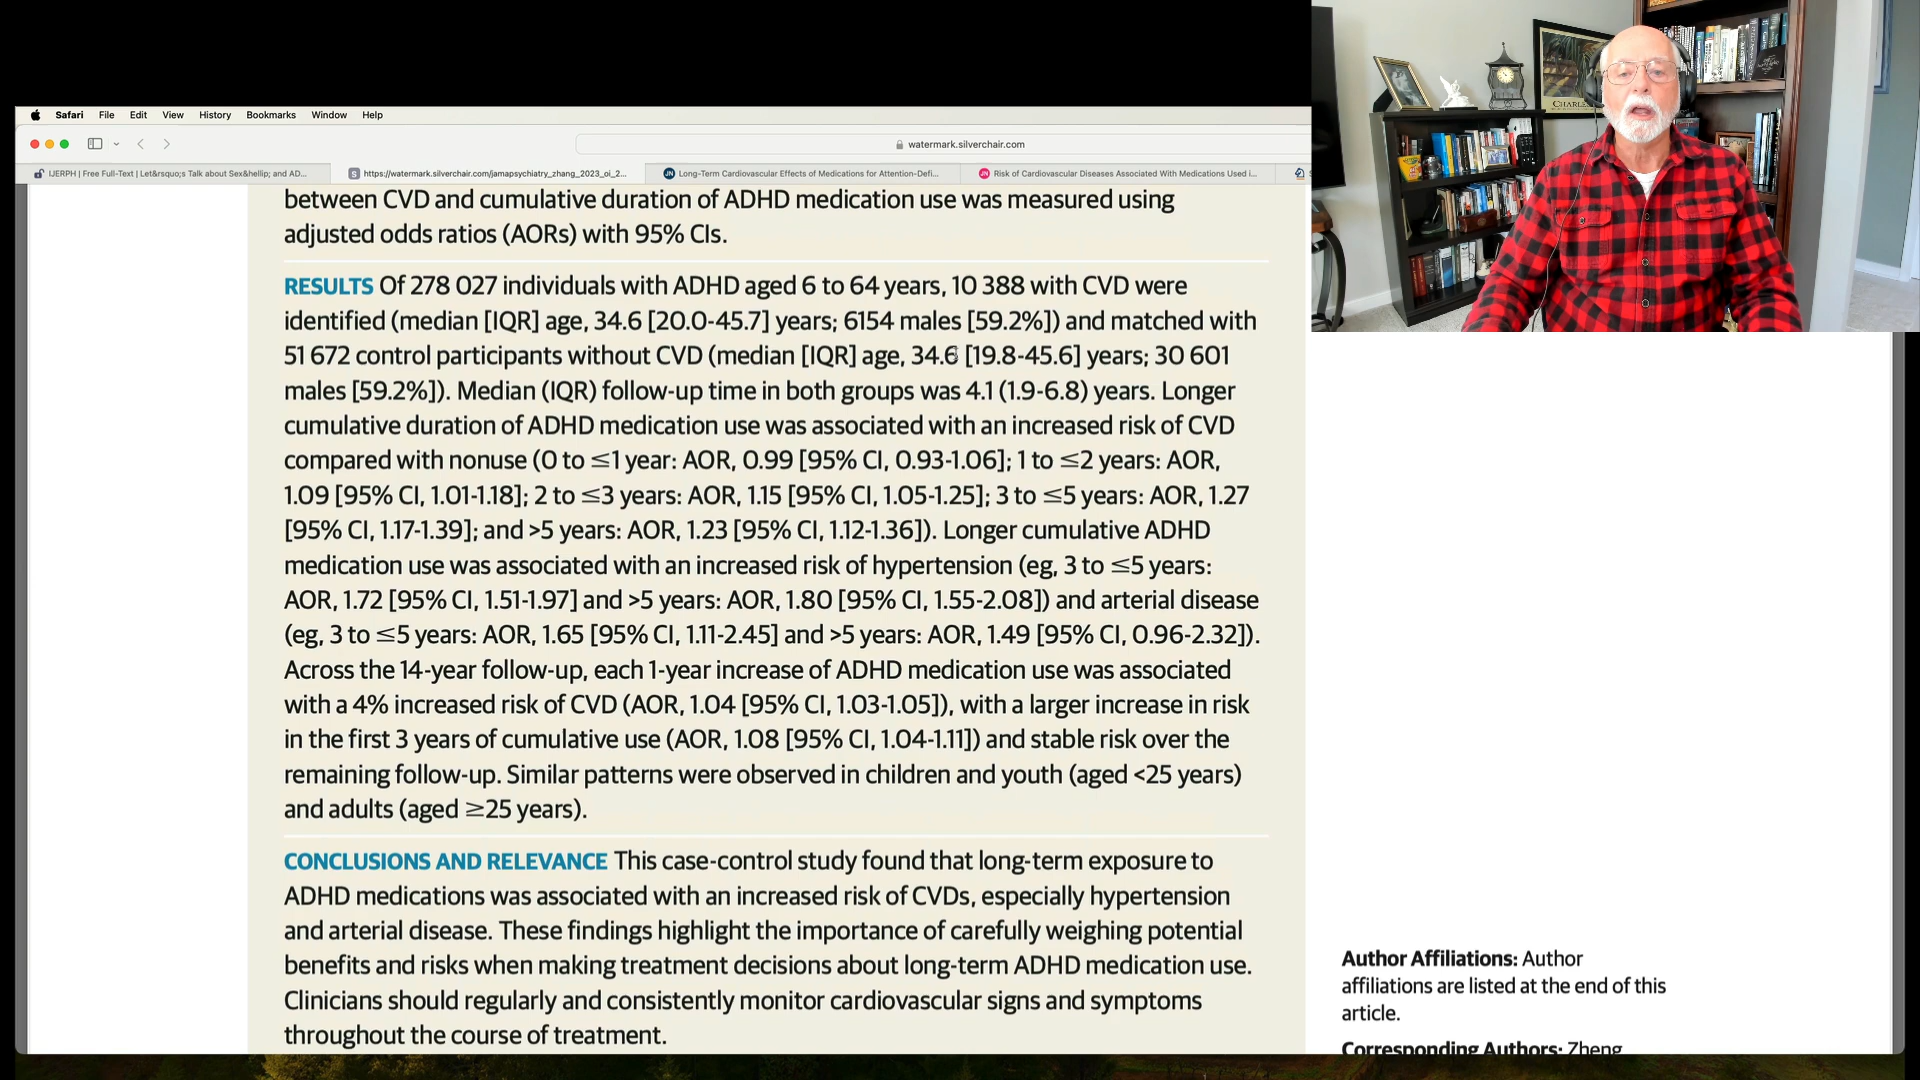 Safari File Edit View History Bookmarks Window Help
watermark.silverchair.com
IJERPH | Free Full-Text | Let&rsquo;s Talk about Sex&hellip; and AD...
https://watermark.silverchair.com/jamapsychiatry_zhang_2023_oi_2...
Long-Term Cardiovascular Effects of Medications for Attention-Defi...
Risk of Cardiovascular Diseases Associated With Medications Used i...
between CVD and cumulative duration of ADHD medication use was measured using
adjusted odds ratios (AORs) with 95% CIs.
RESULTS Of 278 027 individuals with ADHD aged 6 to 64 years, 10 388 with CVD were
identified (median [IQR] age, 34.6 [20.0-45.7] years; 6154 males [59.2%]) and matched with
51 672 control participants without CVD (median [IQR] age, 34.6 [19.8-45.6] years; 30 601
males [59.2%]). Median (IQR) follow-up time in both groups was 4.1 (1.9-6.8) years. Longer
cumulative duration of ADHD medication use was associated with an increased risk of CVD
compared with nonuse (0 to ≤1 year: AOR, 0.99 [95% CI, 0.93-1.06]; 1 to ≤2 years: AOR,
1.09 [95% CI, 1.01-1.18]; 2 to ≤3 years: AOR, 1.15 [95% CI, 1.05-1.25]; 3 to ≤5 years: AOR, 1.27
[95% CI, 1.17-1.39]; and >5 years: AOR, 1.23 [95% CI, 1.12-1.36]). Longer cumulative ADHD
medication use was associated with an increased risk of hypertension (eg, 3 to ≤5 years:
AOR, 1.72 [95% CI, 1.51-1.97] and >5 years: AOR, 1.80 [95% CI, 1.55-2.08]) and arterial disease
(eg, 3 to ≤5 years: AOR, 1.65 [95% CI, 1.11-2.45] and >5 years: AOR, 1.49 [95% CI, 0.96-2.32]).
Across the 14-year follow-up, each 1-year increase of ADHD medication use was associated
with a 4% increased risk of CVD (AOR, 1.04 [95% CI, 1.03-1.05]), with a larger increase in risk
in the first 3 years of cumulative use (AOR, 1.08 [95% CI, 1.04-1.11]) and stable risk over the
remaining follow-up. Similar patterns were observed in children and youth (aged <25 years)
and adults (aged ≥25 years).
CONCLUSIONS AND RELEVANCE This case-control study found that long-term exposure to
ADHD medications was associated with an increased risk of CVDs, especially hypertension
and arterial disease. These findings highlight the importance of carefully weighing potential
benefits and risks when making treatment decisions about long-term ADHD medication use.
Clinicians should regularly and consistently monitor cardiovascular signs and symptoms
throughout the course of treatment.
Author Affiliations: Author
affiliations are listed at the end of this
article.
Corresponding Authors: Zheng